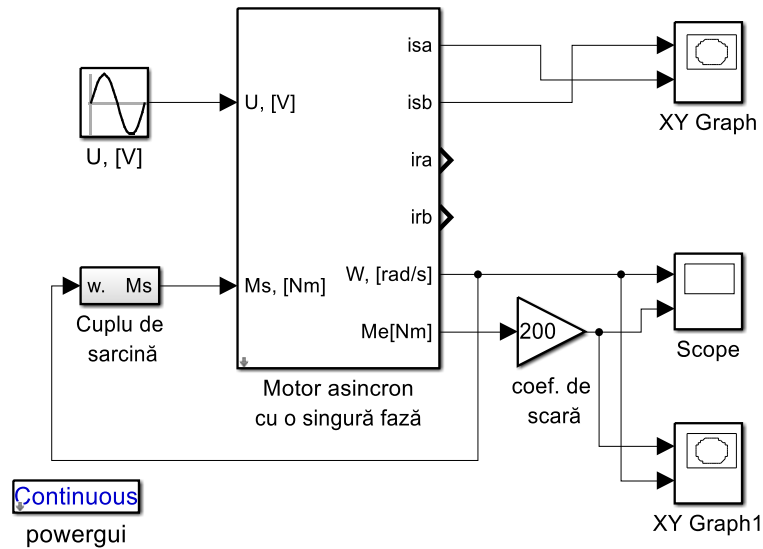 U, [V]
U, [V]
Ms, [Nm]
isa
isb
ira
irb
W, [rad/s]
Me[Nm]
Motor asincron
cu o singură fază
w. Ms
Cuplu de
sarcină
200
coef. de
scară
XY Graph
Scope
XY Graph1
Continuous
powergui